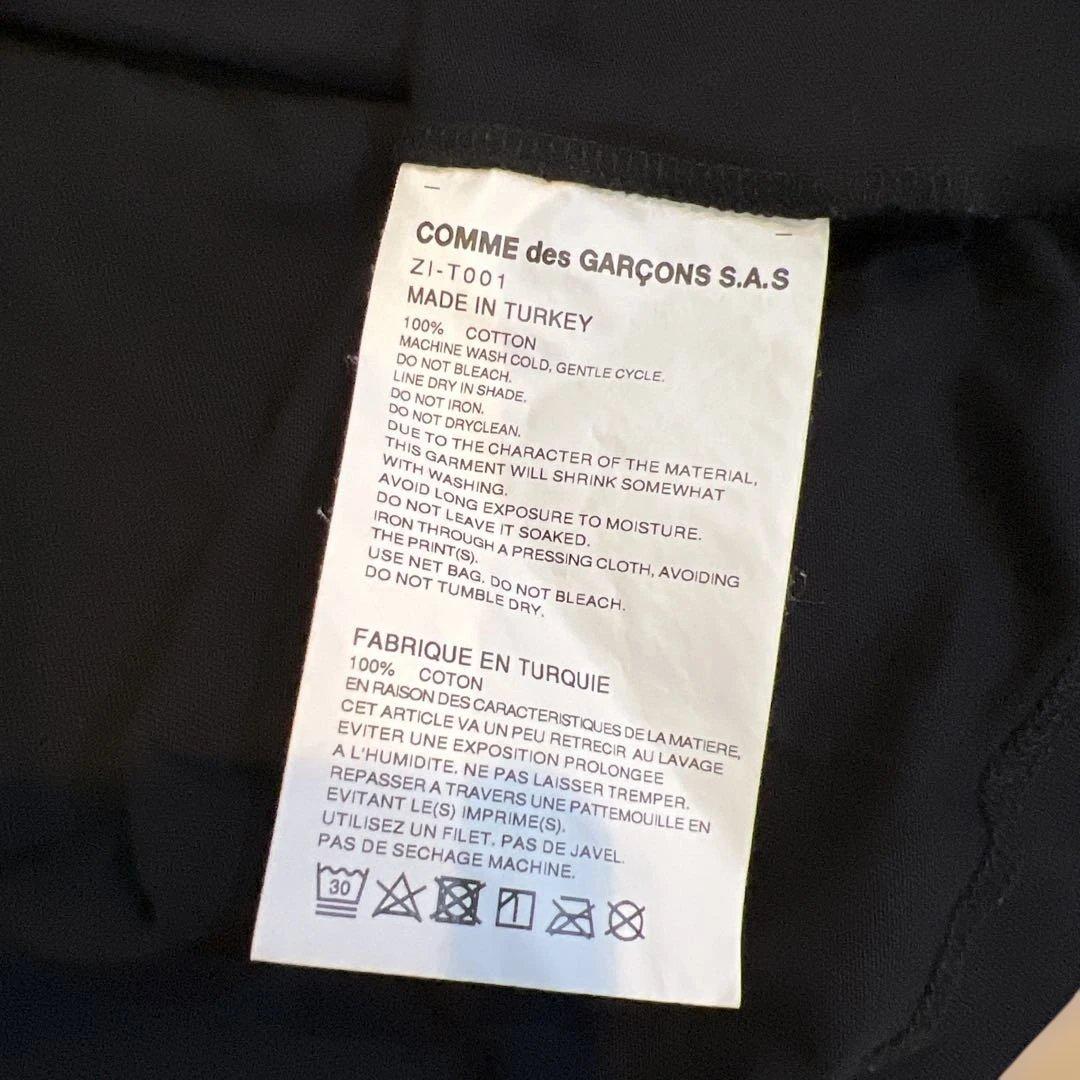 COMME des GARÇONS S.A.S
ZI-T001
MADE IN TURKEY
100% COTTON
MACHINE WASH COLD, GENTLE CYCLE.
DO NOT BLEACH.
LINE DRY IN SHADE.
DO NOT IRON.
DO NOT DRYCLEAN.
DUE TO THE CHARACTER OF THE MATERIAL,
THIS GARMENT WILL SHRINK SOMEWHAT
WITH WASHING.
AVOID LONG EXPOSURE TO MOISTURE.
DO NOT LEAVE IT SOAKED.
IRON THROUGH A PRESSING CLOTH, AVOIDING
THE PRINT(S).
USE NET BAG. DO NOT BLEACH.
DO NOT TUMBLE DRY.
FABRIQUE EN TURQUIE
100% COTON
EN RAISON DES CARACTERISTIQUES DE LA MATIERE,
CET ARTICLE VA UN PEU RETRECIR AU LAVAGE
EVITER UNE EXPOSITION PROLONGEE
A L'HUMIDITE. NE PAS LAISSER TREMPER.
REPASSER A TRAVERS UNE PATTEMOUILLE EN
EVITANT LE(S) IMPRIME(S).
UTILISEZ UN FILET. PAS DE JAVEL.
PAS DE SECHAGE MACHINE.
30